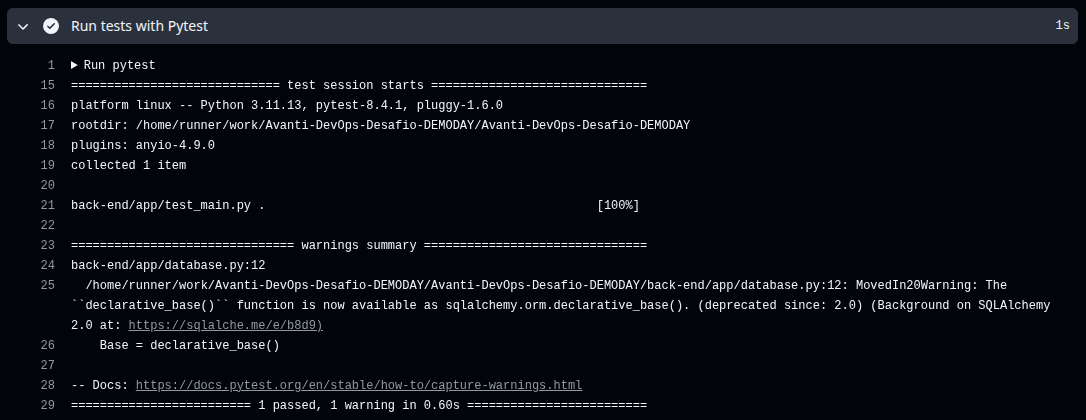 Run tests with Pytest 1s
1 Run pytest
15 ============================= test session starts ==============================
16 platform linux -- Python 3.11.13, pytest-8.4.1, pluggy-1.6.0
17 rootdir: /home/runner/work/Avanti-DevOps-Desafio-DEMODAY/Avanti-DevOps-Desafio-DEMODAY
18 plugins: anyio-4.9.0
19 collected 1 item
20
21 back-end/app/test_main.py . [100%]
22
23 =============================== warnings summary ===============================
24 back-end/app/database.py:12
25 /home/runner/work/Avanti-DevOps-Desafio-DEMODAY/Avanti-DevOps-Desafio-DEMODAY/back-end/app/database.py:12: MovedIn20Warning: The
``declarative_base()`` function is now available as sqlalchemy.orm.declarative_base(). (deprecated since: 2.0) (Background on SQLAlchemy
2.0 at: https://sqlalche.me/e/b8d9)
26 Base = declarative_base()
27
28 -- Docs: https://docs.pytest.org/en/stable/how-to/capture-warnings.html
29 ========================= 1 passed, 1 warning in 0.60s =========================